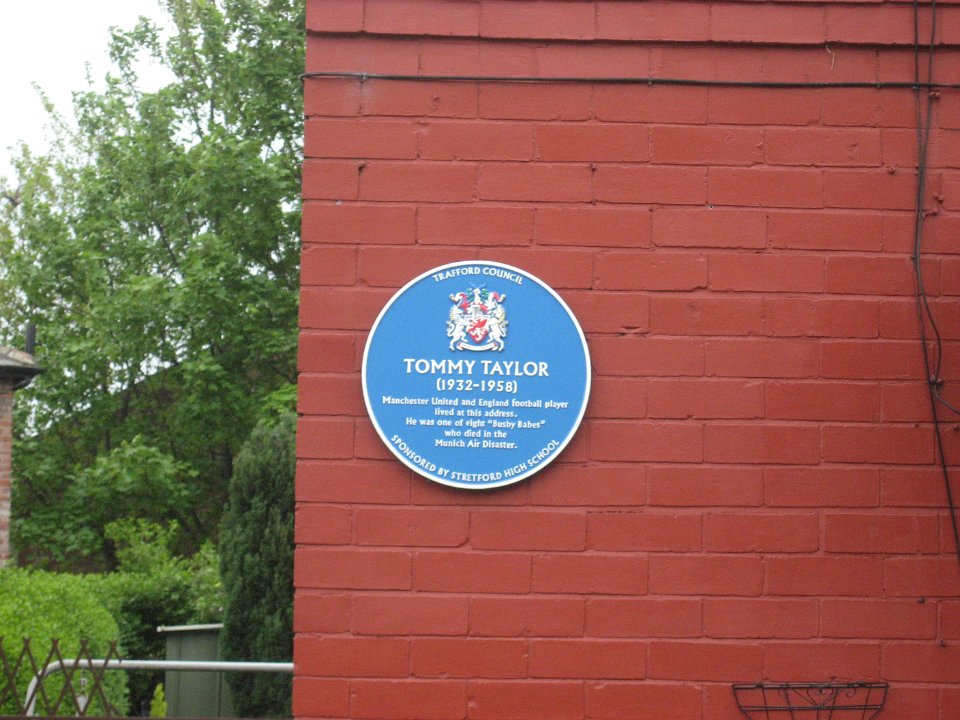 TRAFFORD COUNCIL
TOMMY TAYLOR
(1932-1958)
Manchester United and England football player
lived at this address.
He was one of eight "Busby Babes"
who died in the
Munich Air Disaster.
SPONSORED BY STRETFORD HIGH SCHOOL